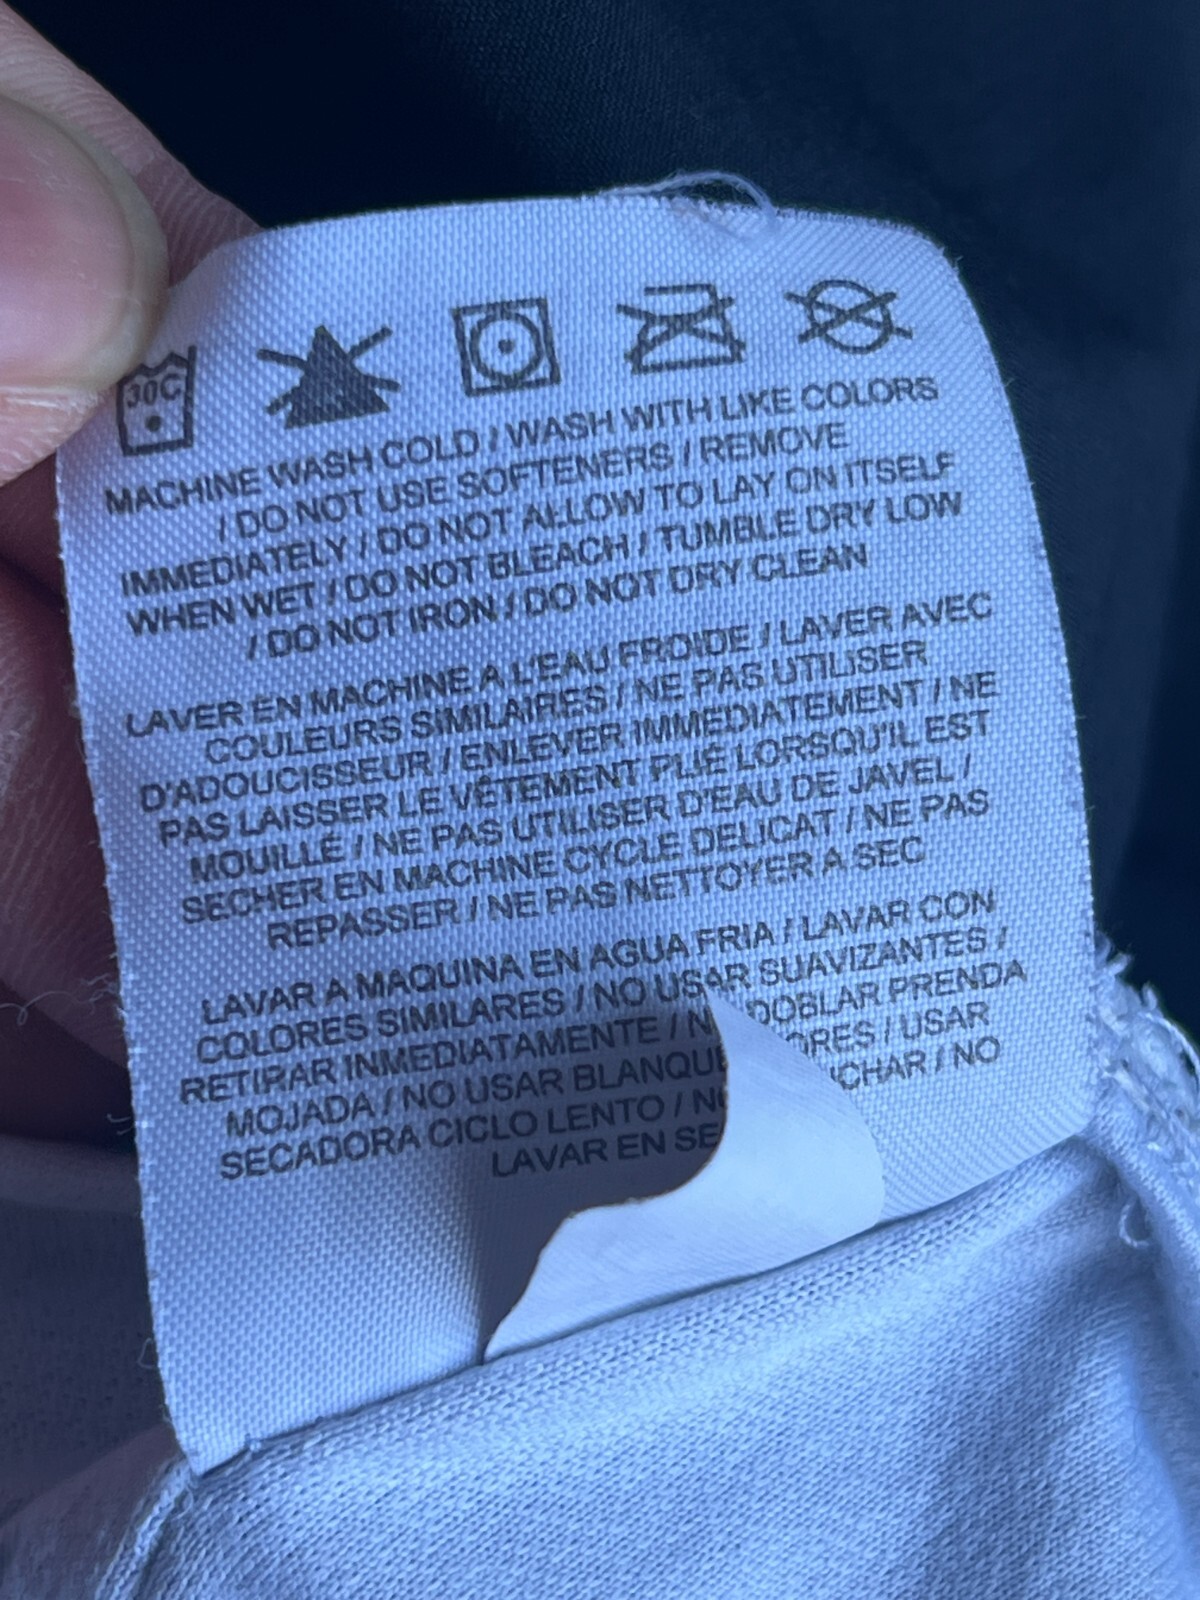 30C
MACHINE WASH COLD / WASH WITH LIKE COLORS
/ DO NOT USE SOFTENERS / REMOVE
IMMEDIATELY / DO NOT ALLOW TO LAY ON ITSELF
WHEN WET / DO NOT BLEACH / TUMBLE DRY LOW
/ DO NOT IRON / DO NOT DRY CLEAN
LAVER EN MACHINE A L'EAU FROIDE / LAVER AVEC
COULEURS SIMILAIRES / NE PAS UTILISER
D'ADOUCISSEUR / ENLEVER IMMEDIATEMENT / NE
PAS LAISSER LE VÊTEMENT PLIÉ LORSQU'IL EST
MOUILLÉ / NE PAS UTILISER D'EAU DE JAVEL /
SECHER EN MACHINE CYCLE DELICAT / NE PAS
REPASSER / NE PAS NETTOYER A SEC
LAVAR A MAQUINA EN AGUA FRIA / LAVAR CON
COLORES SIMILARES / NO USAR SUAVIZANTES /
RETIRAR INMEDIATAMENTE / DOBLAR PRENDA
MOJADA / NO USAR / USAR
SECADORA CICLO LENTO / / NO
LAVAR EN